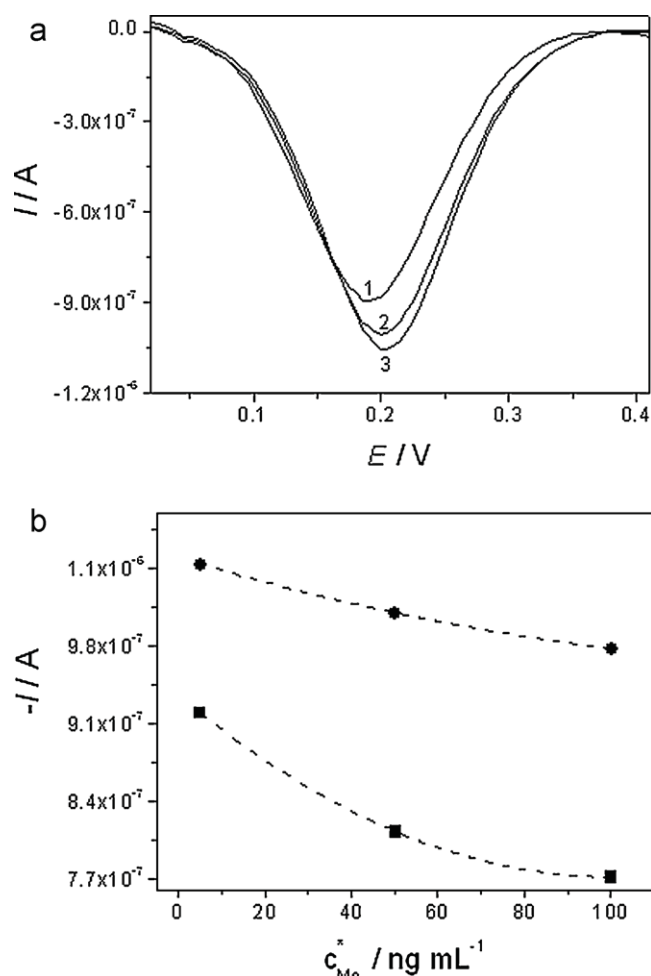 a
0.0
-3.0x10⁻⁷
-6.0x10⁻⁷
-9.0x10⁻⁷
-1.2x10⁻⁶
I / A
1
2
3
0.1 0.2 0.3 0.4
E / V
b
1.1x10⁻⁶
9.8x10⁻⁷
9.1x10⁻⁷
8.4x10⁻⁷
7.7x10⁻⁷
-I / A
0 20 40 60 80 100
c*Me / ng mL⁻¹